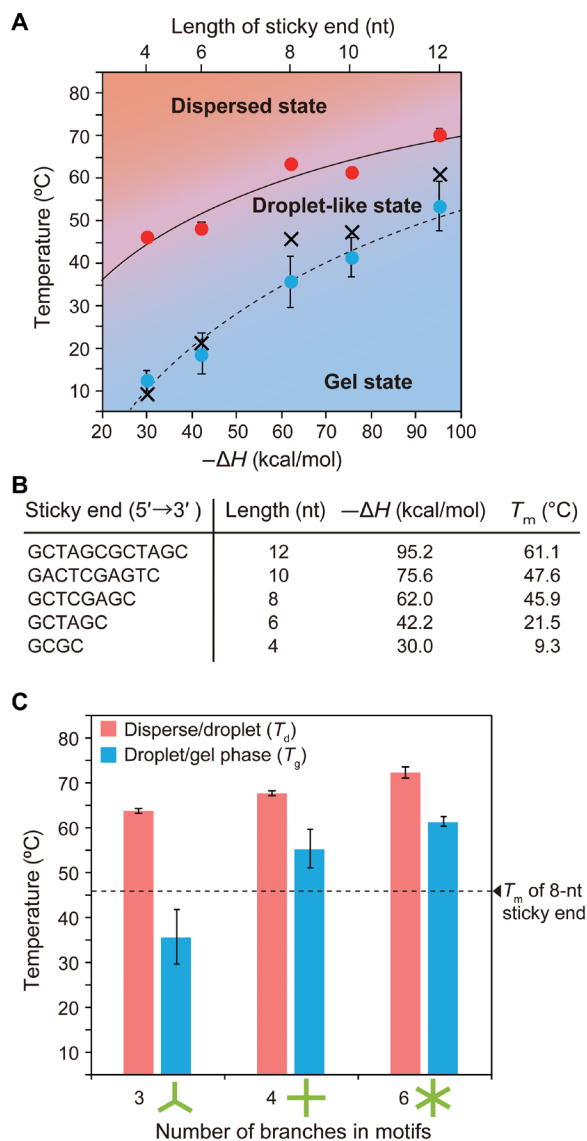 A
Length of sticky end (nt)
4 6 8 10 12
Temperature (ºC)
80
70
60
50
40
30
20
10
Dispersed state
Droplet-like state
Gel state
20 30 40 50 60 70 80 90 100
—ΔH (kcal/mol)
B
Sticky end (5′→3′ ) Length (nt) —ΔH (kcal/mol) Tm (°C)
GCTAGCGCTAGC 12 95.2 61.1
GACTCGAGTC 10 75.6 47.6
GCTCGAGC 8 62.0 45.9
GCTAGC 6 42.2 21.5
GCGC 4 30.0 9.3
C
Disperse/droplet (Td)
Droplet/gel phase (Tg)
Temperature (ºC)
80
70
60
50
40
30
20
10
Tm of 8-nt
sticky end
3 4 6
Number of branches in motifs